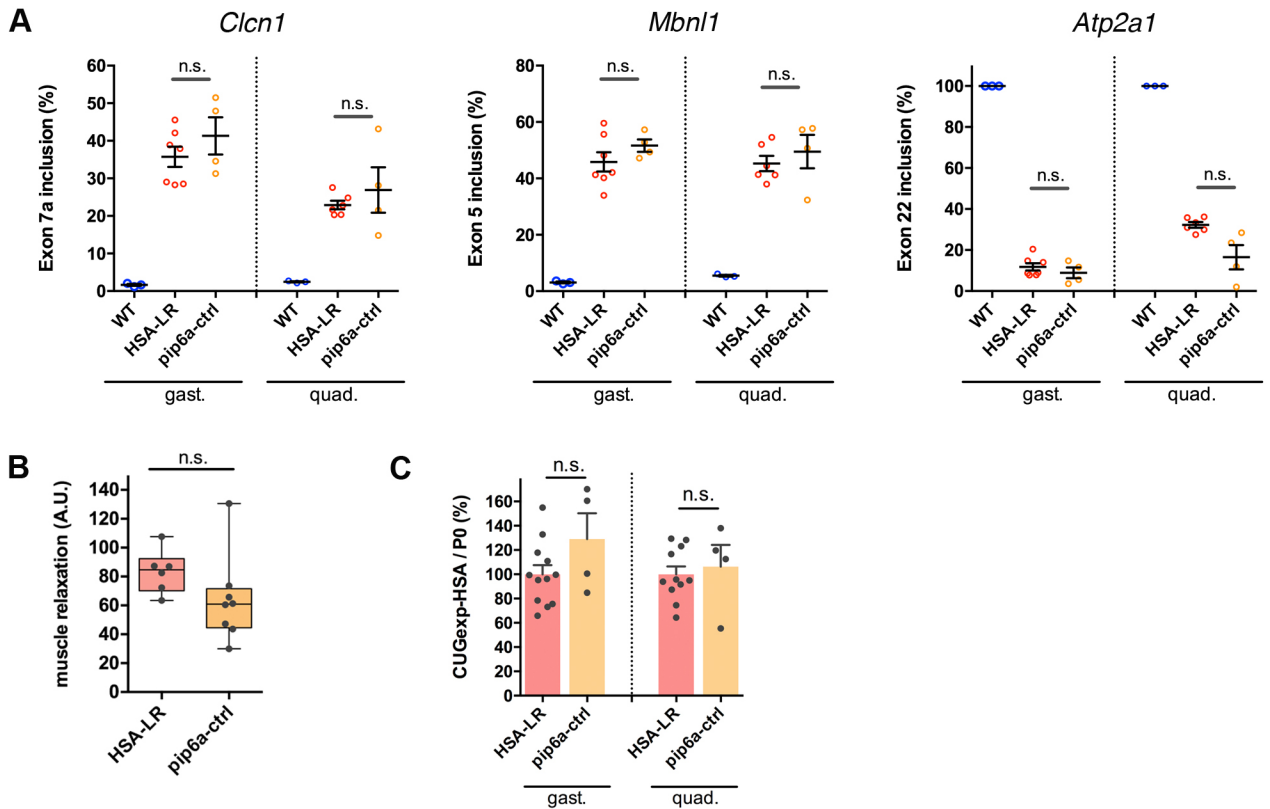 A
Clcn1
Mbnl1
Atp2a1
Exon 7a inclusion (%)
60
50
40
30
20
10
0
n.s.
n.s.
WT
HSA-LR
pip6a-ctrl
WT
HSA-LR
pip6a-ctrl
gast.
quad.
Exon 5 inclusion (%)
80
60
40
20
0
n.s.
n.s.
WT
HSA-LR
pip6a-ctrl
WT
HSA-LR
pip6a-ctrl
gast.
quad.
Exon 22 inclusion (%)
100
80
60
40
20
0
n.s.
n.s.
WT
HSA-LR
pip6a-ctrl
WT
HSA-LR
pip6a-ctrl
gast.
quad.
B
muscle relaxation (A.U.)
140
120
100
80
60
40
20
0
n.s.
HSA-LR
pip6a-ctrl
C
CUGexp-HSA / P0 (%)
160
140
120
100
80
60
40
20
0
n.s.
n.s.
HSA-LR
pip6a-ctrl
HSA-LR
pip6a-ctrl
gast.
quad.